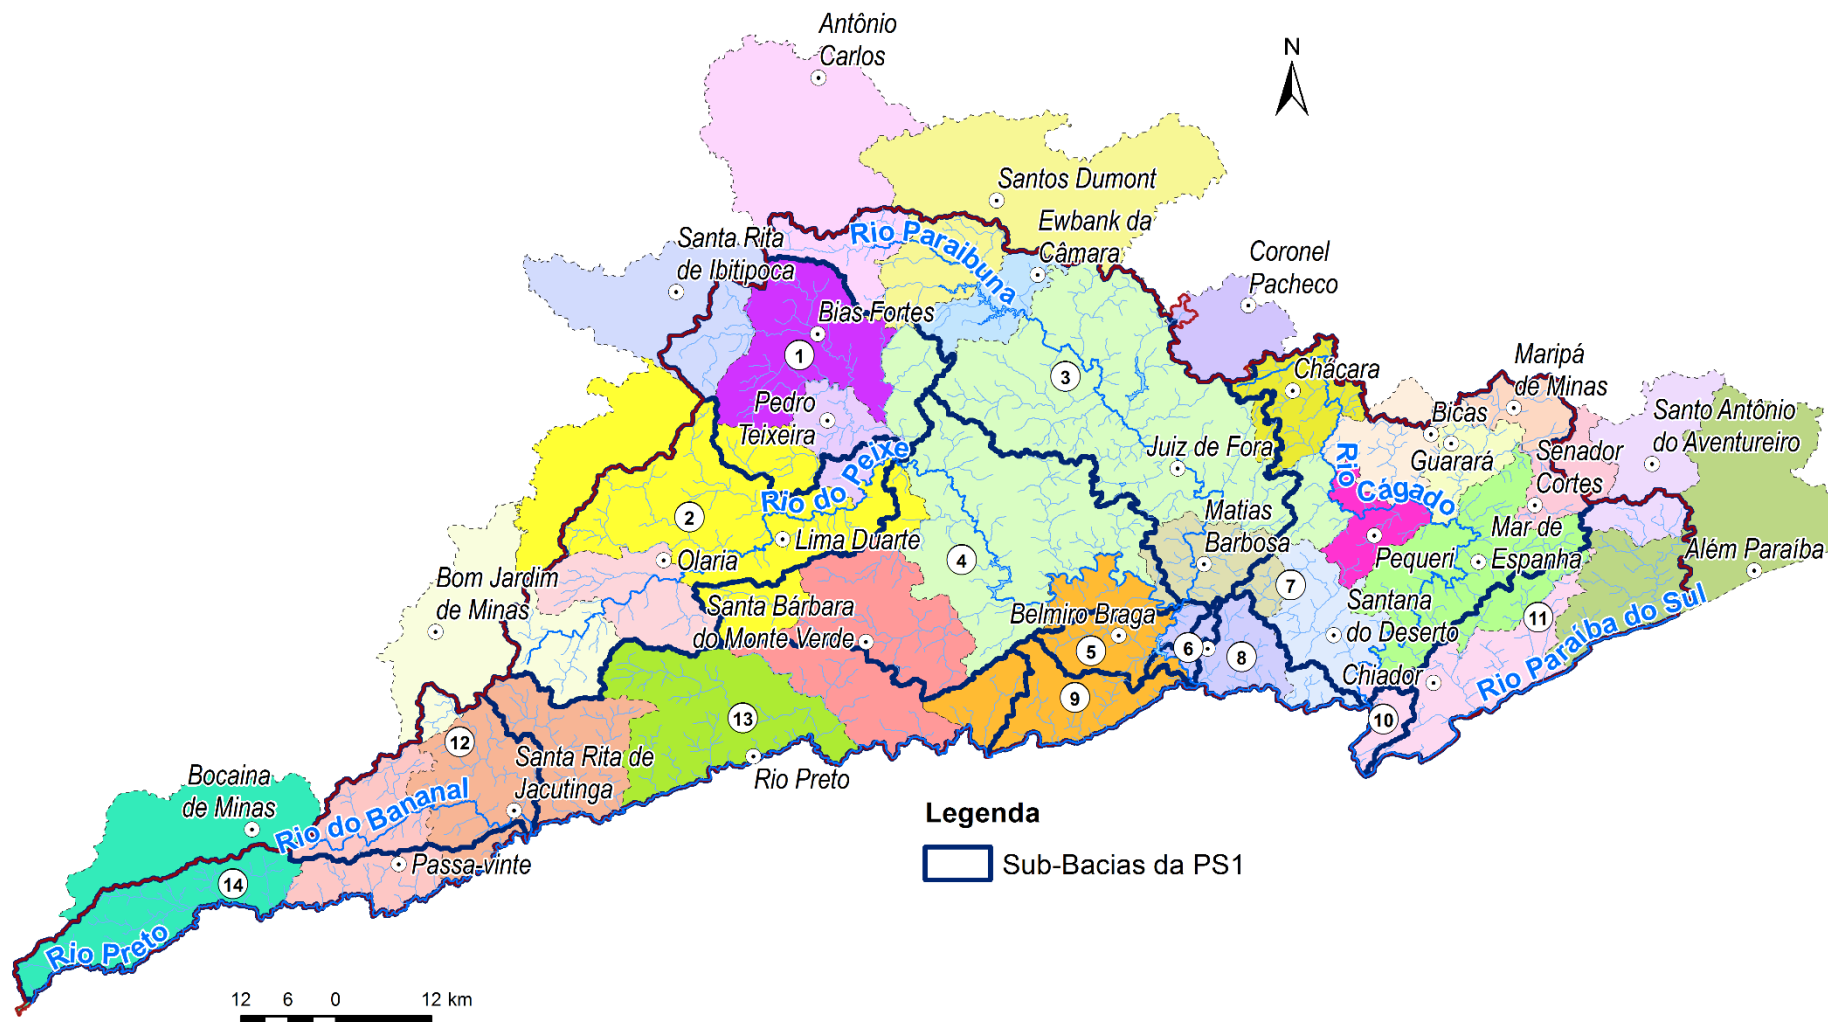 Antônio
Carlos
N
Santos Dumont
Rio Paraibuna
Ewbank da
Câmara
Santa Rita
de Ibitipoca
Coronel
Pacheco
Bias Fortes
1
3
Chácara
Maripá
de Minas
Pedro
Teixeira
Bicas
Guarará
Santo Antônio
do Aventureiro
Juiz de Fora
Senador
Cortes
Rio do Peixe
Rio Cágado
2
Lima Duarte
Matias
Barbosa
Mar de
Espanha
Pequeri
Além Paraíba
Olaria
4
Bom Jardim
de Minas
7
Santa Bárbara
do Monte Verde
Belmiro Braga
Santana
do Deserto
11
5
6
8
Chiador
Rio Paraíba do Sul
9
10
13
12
Santa Rita de
Jacutinga
Rio Preto
Bocaina
de Minas
Rio do Bananal
Passa-vinte
14
Rio Preto
Legenda
Sub-Bacias da PS1
12 6 0 12 km